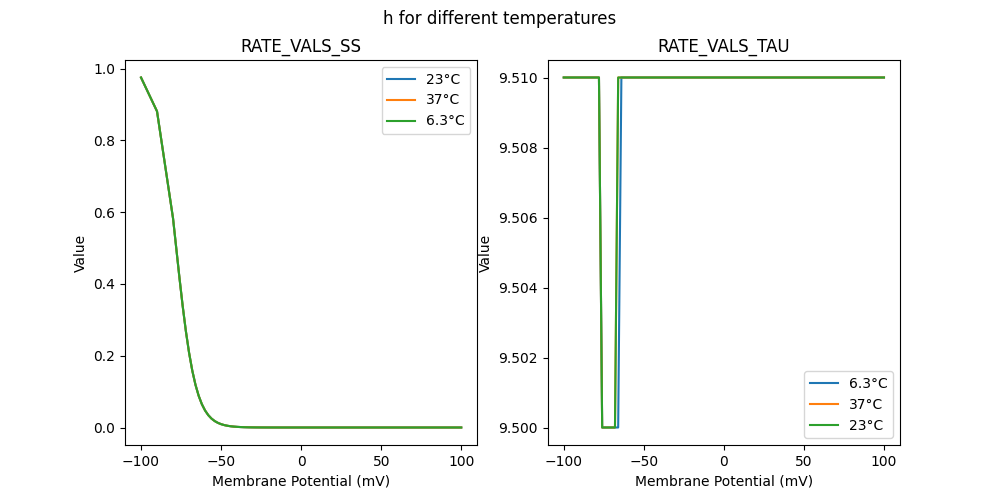 h for different temperatures
RATE_VALS_SS
1.0
0.8
0.6
0.4
0.2
0.0
Value
−100
−50
0
50
100
Membrane Potential (mV)
23°C
37°C
6.3°C
RATE_VALS_TAU
9.510
9.508
9.506
9.504
9.502
9.500
Value
−100
−50
0
50
100
Membrane Potential (mV)
6.3°C
37°C
23°C